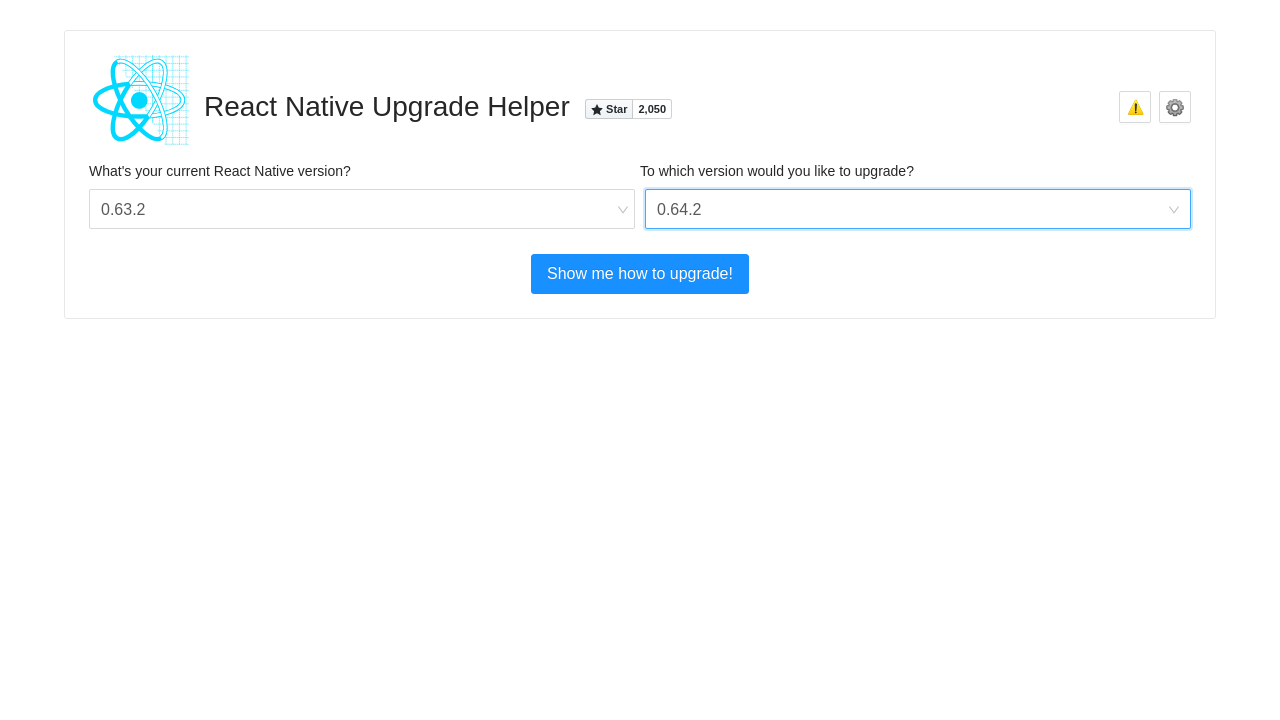 React Native Upgrade Helper
Star 2,050
What's your current React Native version?
To which version would you like to upgrade?
0.63.2
0.64.2
Show me how to upgrade!